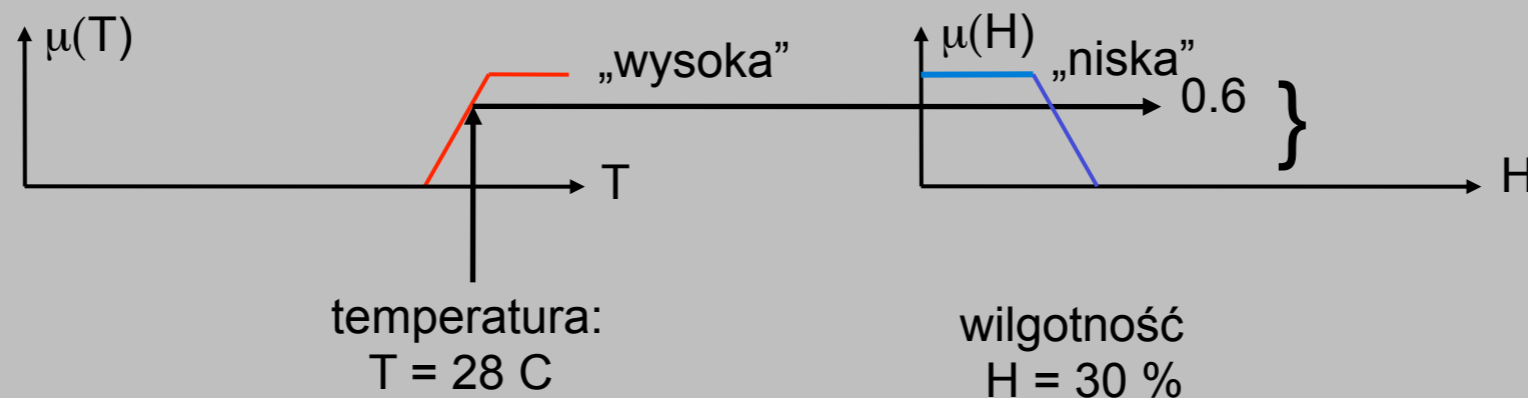 μ(T)
„wysoka”
T
temperatura:
T = 28 C
μ(H)
„niska”
0.6
}
H
wilgotność
H = 30 %